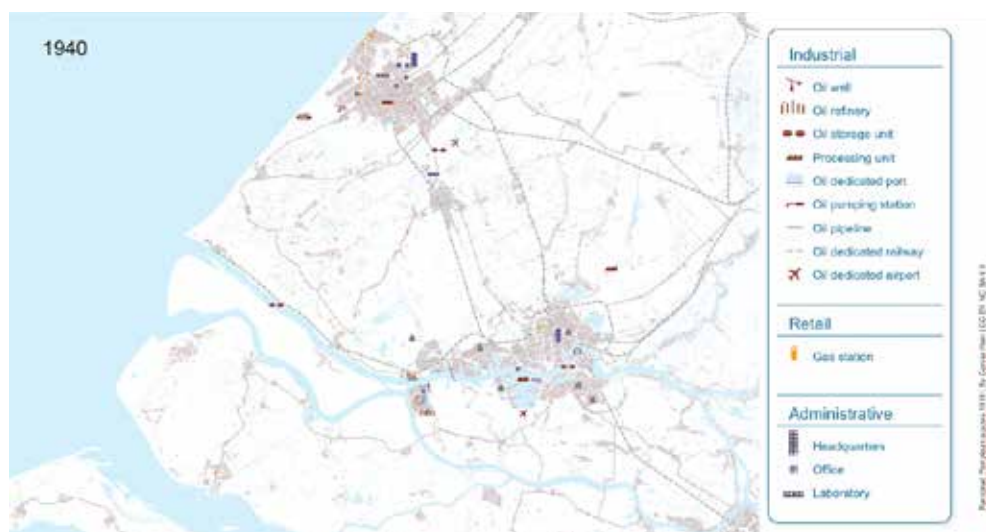 1940
Industrial
Oil well
Oil refinery
Oil storage unit
Processing unit
Oil dedicated port
Oil pumping station
Oil pipeline
Oil dedicated railway
Oil dedicated airport
Retail
Gas station
Administrative
Headquarters
Office
Laboratory